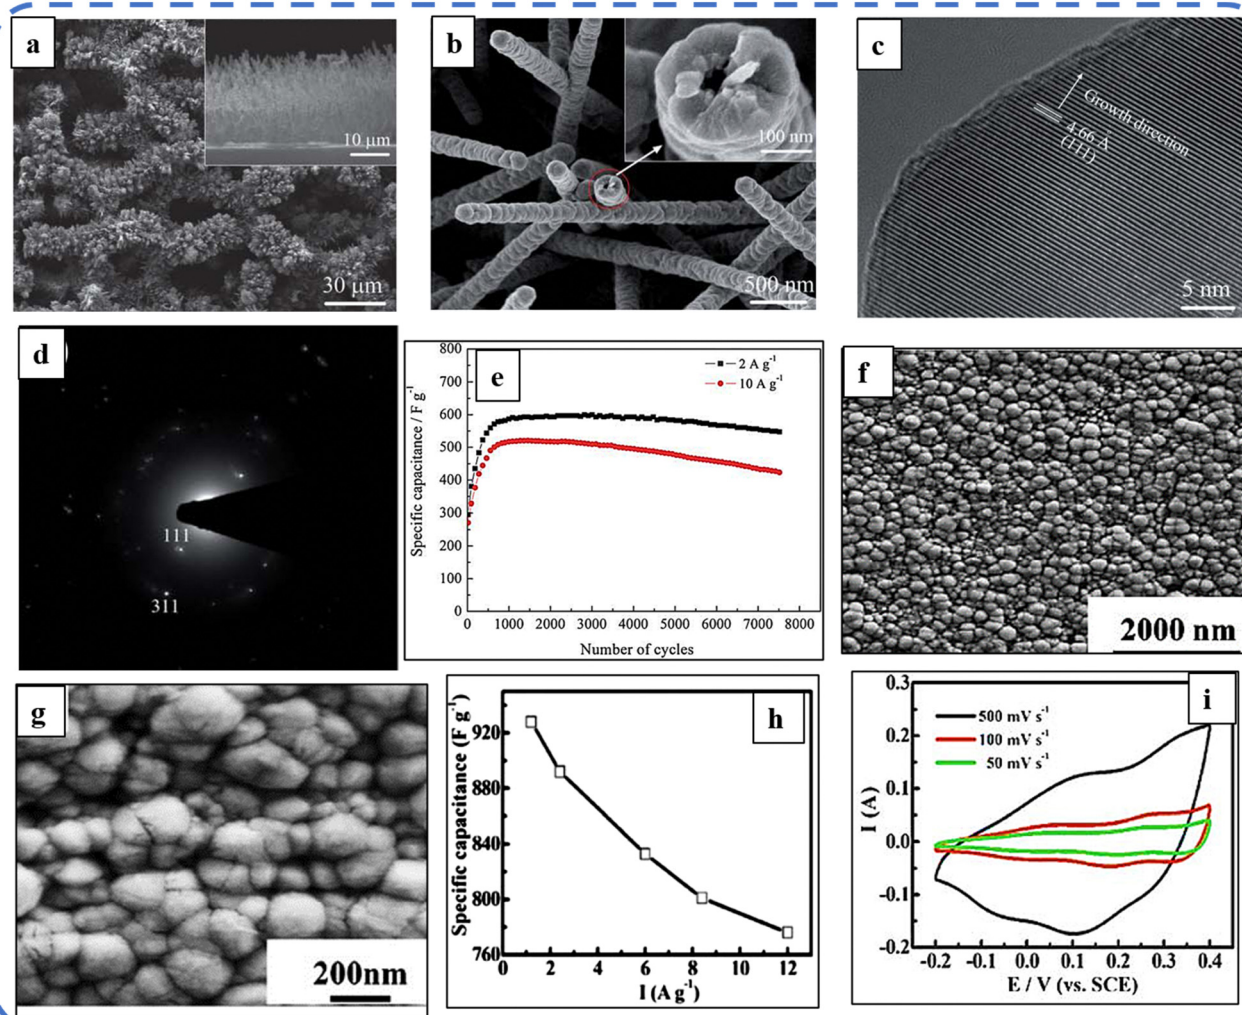 a
10 μm
30 μm
b
100 nm
500 nm
c
Growth direction
4.66 Å
(111)
5 nm
d
111
311
e
2 A g⁻¹
10 A g⁻¹
800
700
600
500
400
300
200
100
0
0 1000 2000 3000 4000 5000 6000 7000 8000
Specific capacitance / F g⁻¹
Number of cycles
f
2000 nm
g
200nm
h
920
880
840
800
760
0 2 4 6 8 10 12
Specific capacitance (F g⁻¹)
I (A g⁻¹)
i
500 mV s⁻¹
100 mV s⁻¹
50 mV s⁻¹
0.3
0.2
0.1
0.0
-0.1
-0.2
-0.2 -0.1 0.0 0.1 0.2 0.3 0.4
I (A)
E / V (vs. SCE)